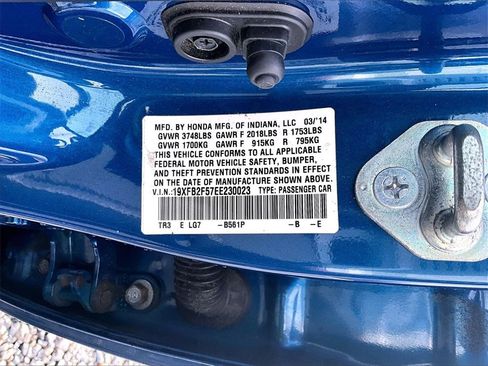 MFD. BY HONDA MFG. OF INDIANA, LLC 03/'14
GVWR 3748LBS GAWR F 2018LBS R 1753LBS
GVWR 1700KG GAWR F 915KG R 795KG
THIS VEHICLE CONFORMS TO ALL APPLICABLE
FEDERAL MOTOR VEHICLE SAFETY, BUMPER,
AND THEFT PREVENTION STANDARDS IN EFFECT
ON THE DATE OF MANUFACTURE SHOWN ABOVE.
V.I.N.: 19XFB2F57EE230023 TYPE: PASSENGER CAR
TR3 E LG7 -B561P -B -E